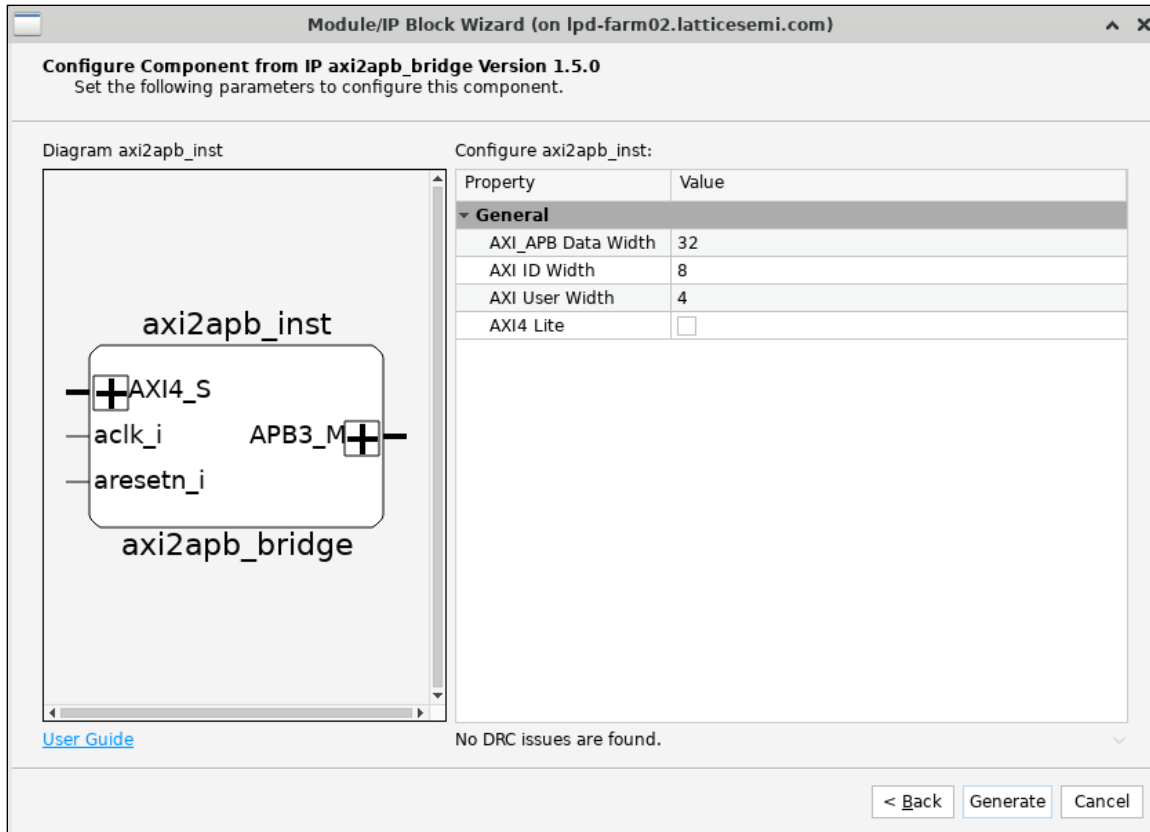 Module/IP Block Wizard (on lpd-farm02.latticesemi.com)
Configure Component from IP axi2apb_bridge Version 1.5.0
Set the following parameters to configure this component.
Diagram axi2apb_inst
axi2apb_inst
AXI4_S
aclk_i
APB3_M
aresetn_i
axi2apb_bridge
User Guide
Configure axi2apb_inst:
Property Value
General
AXI_APB Data Width 32
AXI ID Width 8
AXI User Width 4
AXI4 Lite
No DRC issues are found.
< Back Generate Cancel